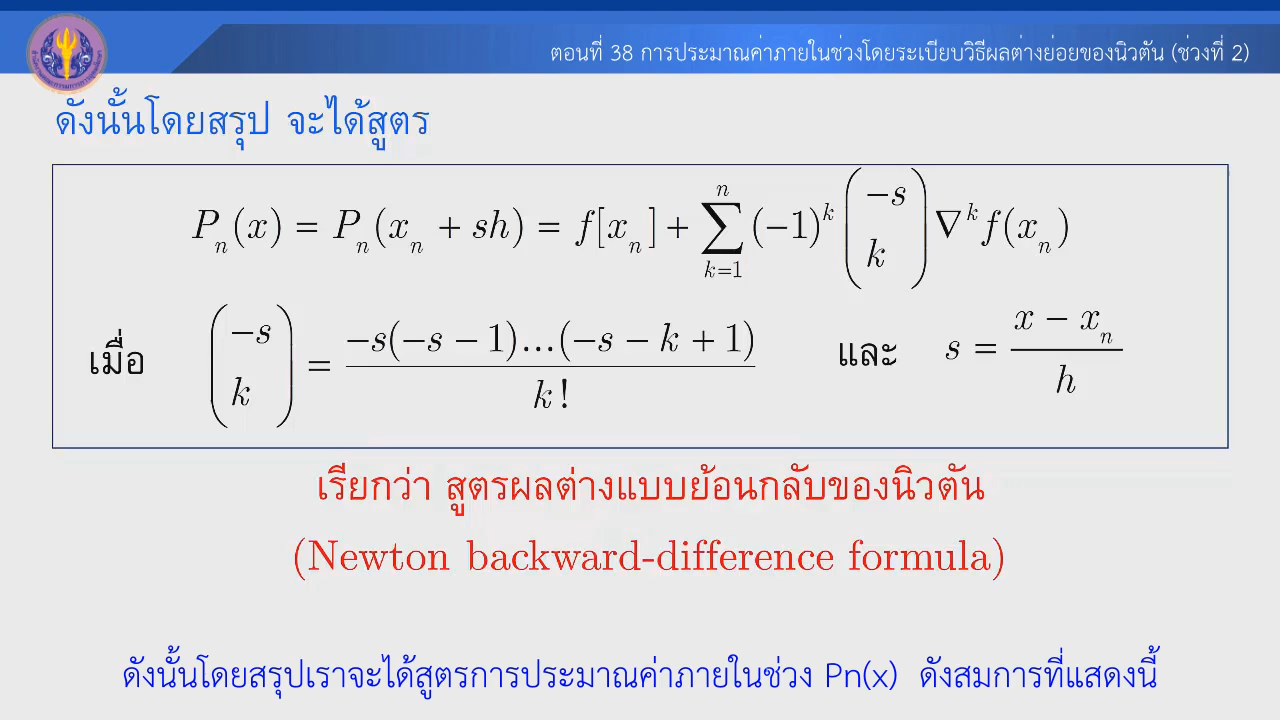 ตอนที่ 38 การประมาณค่าภายในช่วงโดยระเบียบวิธีผลต่างย่อยของนิวตัน (ช่วงที่ 2)
ดังนั้นโดยสรุป จะได้สูตร
P_n(x) = P_n(x_n + sh) = f[x_n] + \sum_{k=1}^{n} (-1)^k \begin{pmatrix} -s \\ k \end{pmatrix} ∇^k f(x_n)
เมื่อ \begin{pmatrix} -s \\ k \end{pmatrix} = \frac{-s(-s-1)...(-s-k+1)}{k!} และ s = \frac{x - x_n}{h}
เรียกว่า สูตรผลต่างแบบย้อนกลับของนิวตัน
(Newton backward-difference formula)
ดังนั้นโดยสรุปเราจะได้สูตรการประมาณค่าภายในช่วง Pn(x) ดังสมการที่แสดงนี้